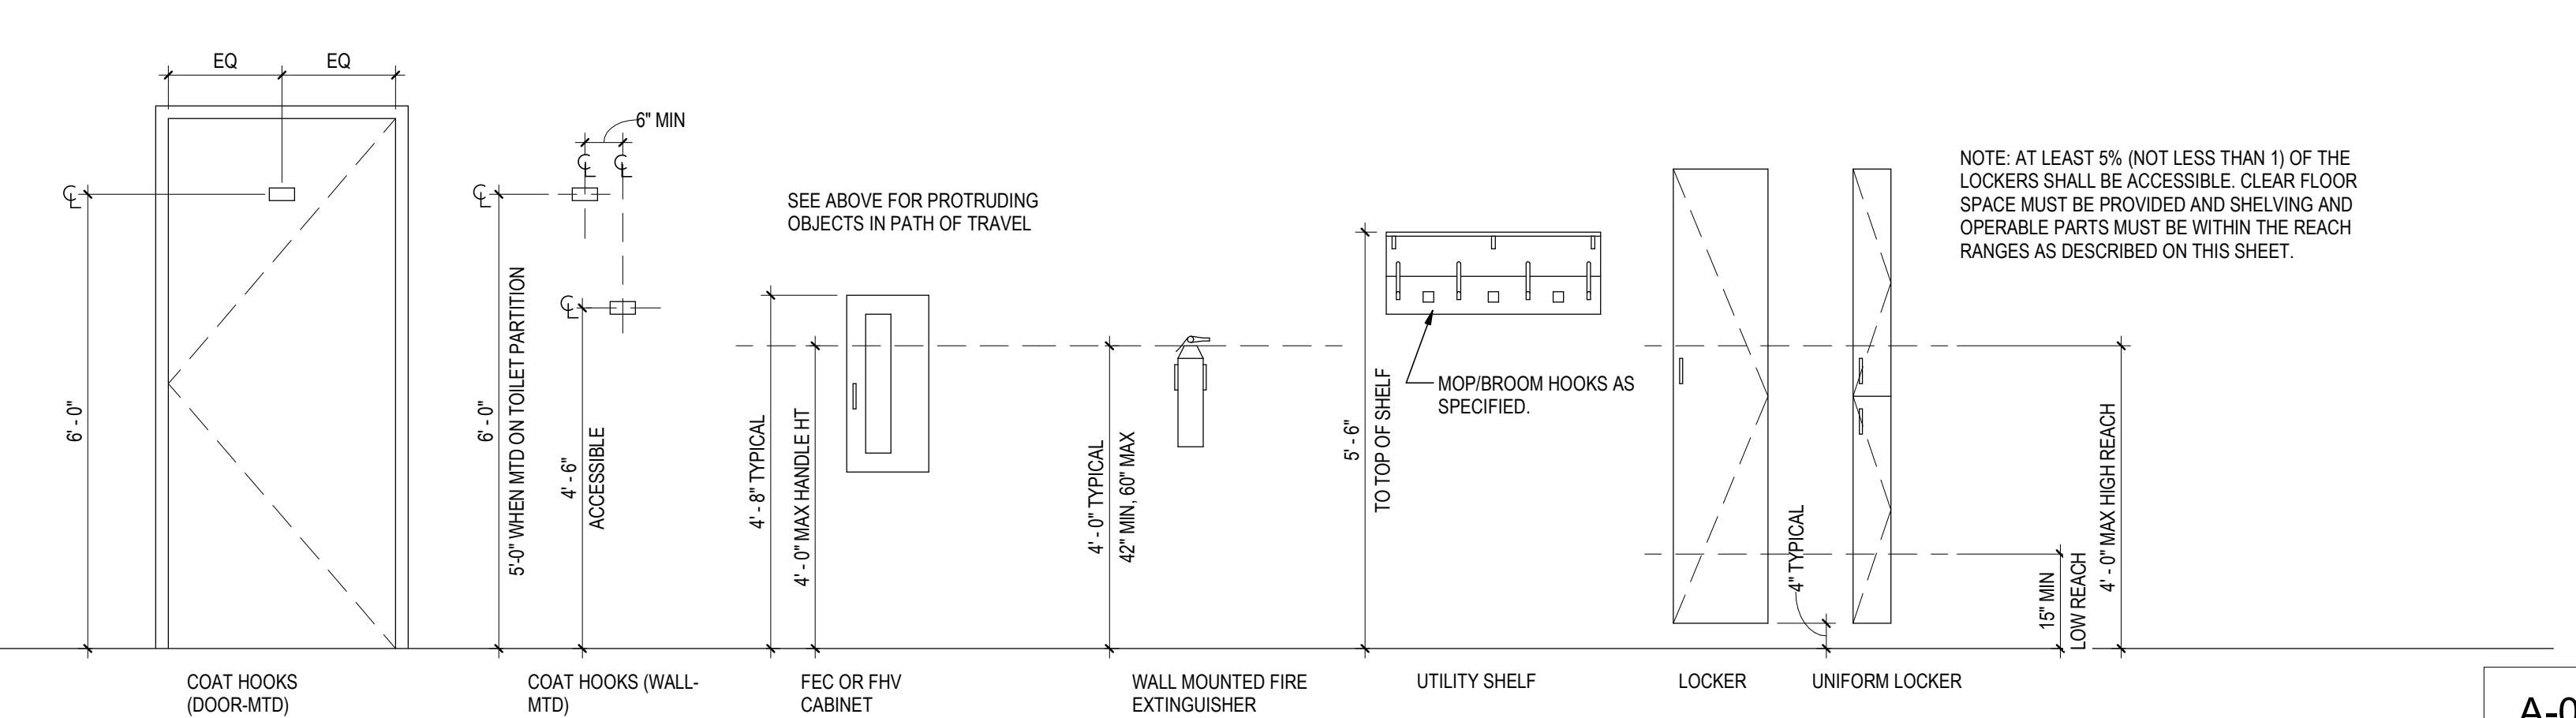 EQ
EQ
6" MIN
℄
℄
℄
℄
℄
6' - 0"
6' - 0"
5'-0" WHEN MTD ON TOILET PARTITION
4' - 6"
ACCESSIBLE
SEE ABOVE FOR PROTRUDING
OBJECTS IN PATH OF TRAVEL
4' - 8" TYPICAL
4' - 0" MAX HANDLE HT
4' - 0" TYPICAL
42" MIN, 60" MAX
5' - 6"
TO TOP OF SHELF
MOP/BROOM HOOKS AS
SPECIFIED.
4" TYPICAL
NOTE: AT LEAST 5% (NOT LESS THAN 1) OF THE
LOCKERS SHALL BE ACCESSIBLE. CLEAR FLOOR
SPACE MUST BE PROVIDED AND SHELVING AND
OPERABLE PARTS MUST BE WITHIN THE REACH
RANGES AS DESCRIBED ON THIS SHEET.
15" MIN
LOW REACH
4' - 0" MAX HIGH REACH
COAT HOOKS
(DOOR-MTD)
COAT HOOKS (WALL-
MTD)
FEC OR FHV
CABINET
WALL MOUNTED FIRE
EXTINGUISHER
UTILITY SHELF
LOCKER
UNIFORM LOCKER